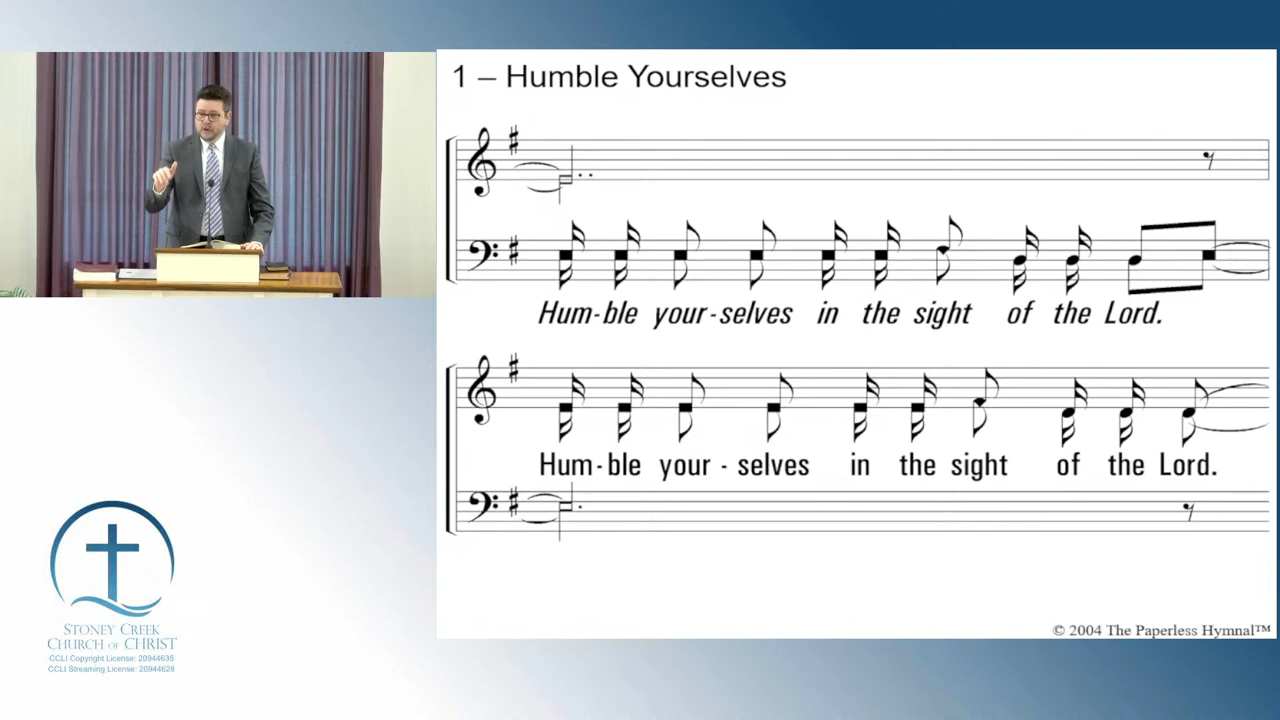 1 – Humble Yourselves
Hum-ble your-selves in the sight of the Lord.
Hum-ble your - selves in the sight of the Lord.
© 2004 The Paperless Hymnal™
STONEY CREEK
CHURCH OF CHRIST
CCLI Copyright License: 20944635
CCLI Streaming License: 20944628